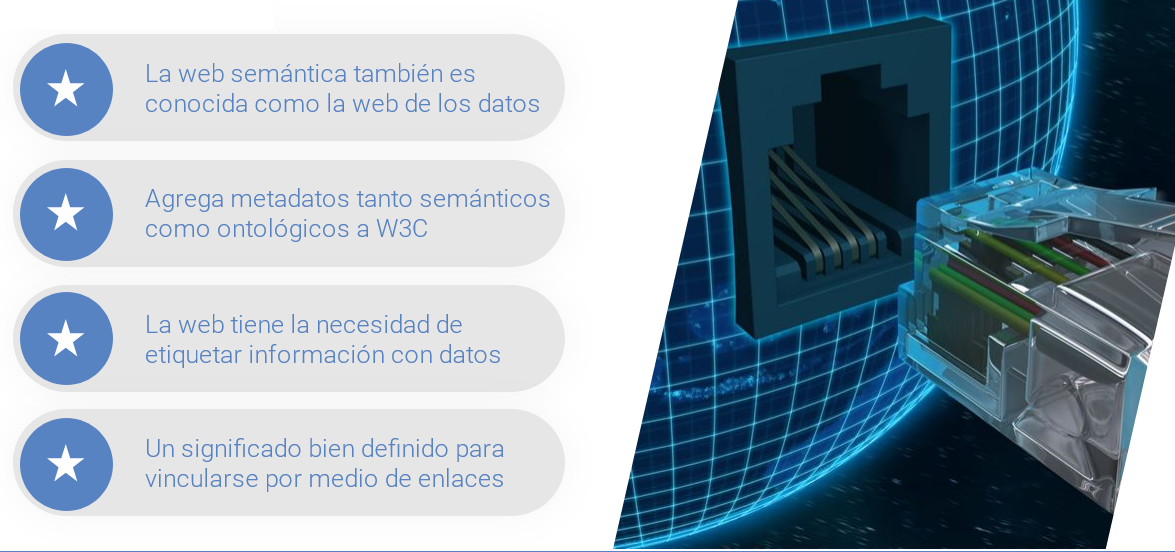 La web semántica también es
conocida como la web de los datos
Agrega metadatos tanto semánticos
como ontológicos a W3C
La web tiene la necesidad de
etiquetar información con datos
Un significado bien definido para
vincularse por medio de enlaces